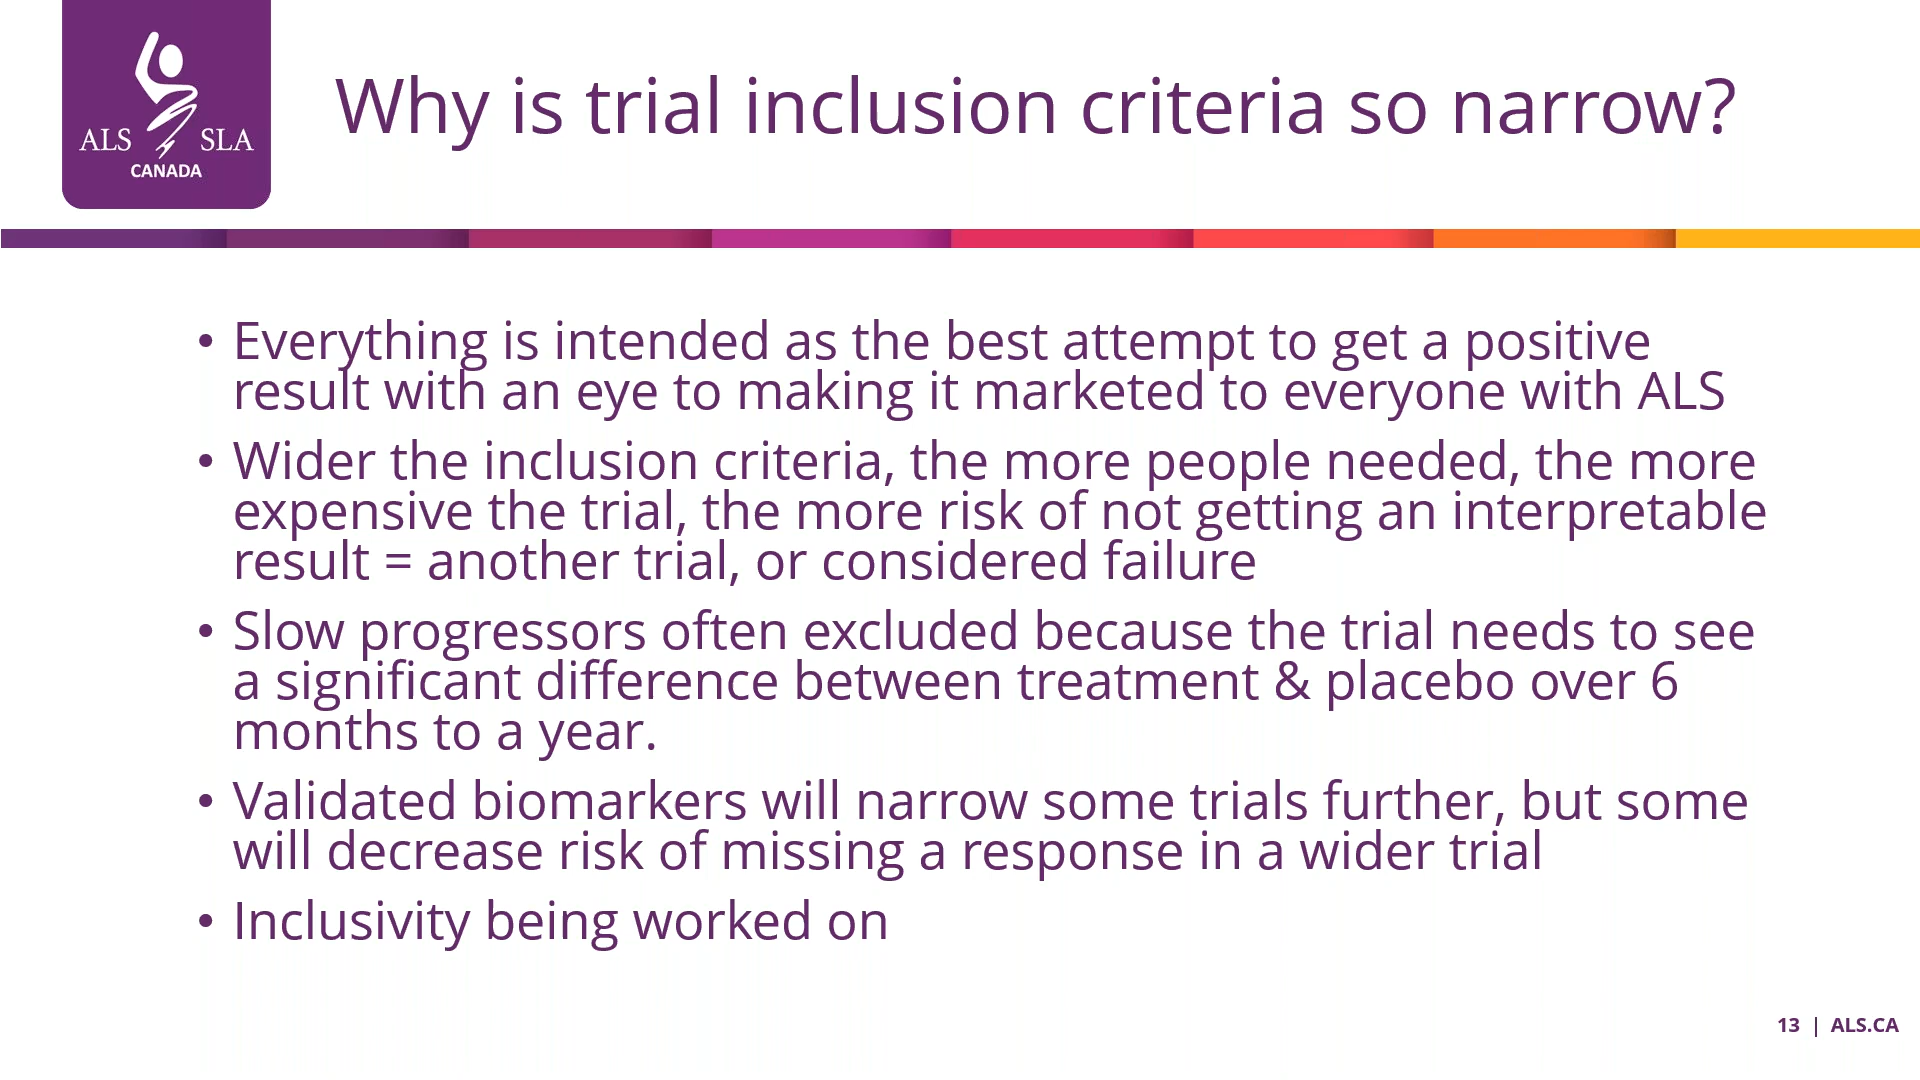 ALS SLA
CANADA
Why is trial inclusion criteria so narrow?
• Everything is intended as the best attempt to get a positive
result with an eye to making it marketed to everyone with ALS
• Wider the inclusion criteria, the more people needed, the more
expensive the trial, the more risk of not getting an interpretable
result = another trial, or considered failure
• Slow progressors often excluded because the trial needs to see
a significant difference between treatment & placebo over 6
months to a year.
• Validated biomarkers will narrow some trials further, but some
will decrease risk of missing a response in a wider trial
• Inclusivity being worked on
13 | ALS.CA